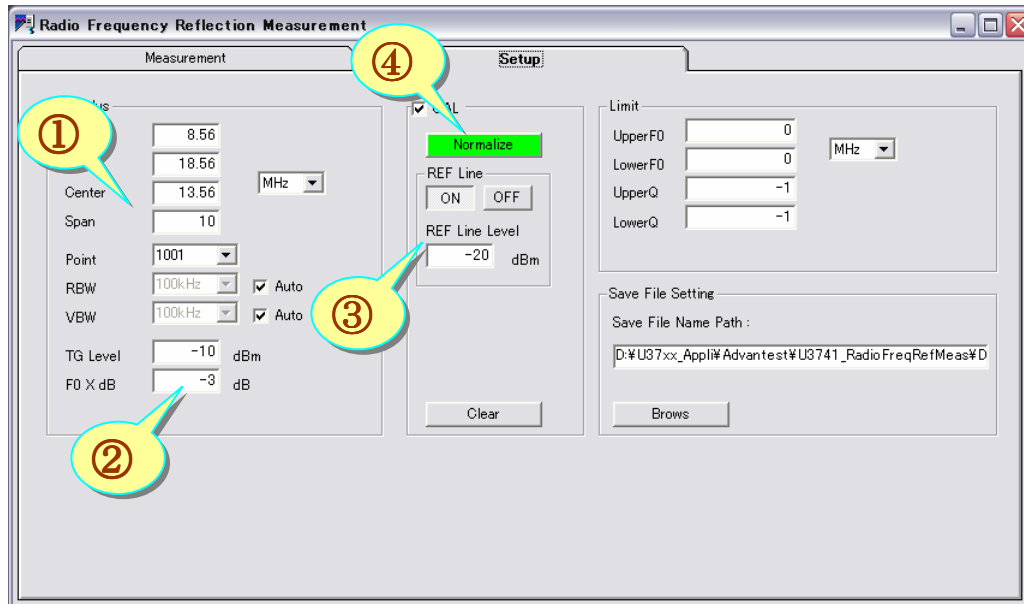 Radio Frequency Reflection Measurement
Measurement
Setup
①
8.56
18.56
Center
13.56
MHz
Span
10
Point
1001
RBW
100kHz
Auto
VBW
100kHz
Auto
TG Level
-10
dBm
F0 X dB
-3
dB
②
④
Normalize
REF Line
ON
OFF
REF Line Level
-20
dBm
③
Clear
Limit
UpperF0
0
MHz
LowerF0
0
UpperQ
-1
LowerQ
-1
Save File Setting
Save File Name Path :
D:¥U37xx_Appli¥Advantest¥U3741_RadioFreqRefMeas¥D
Brows